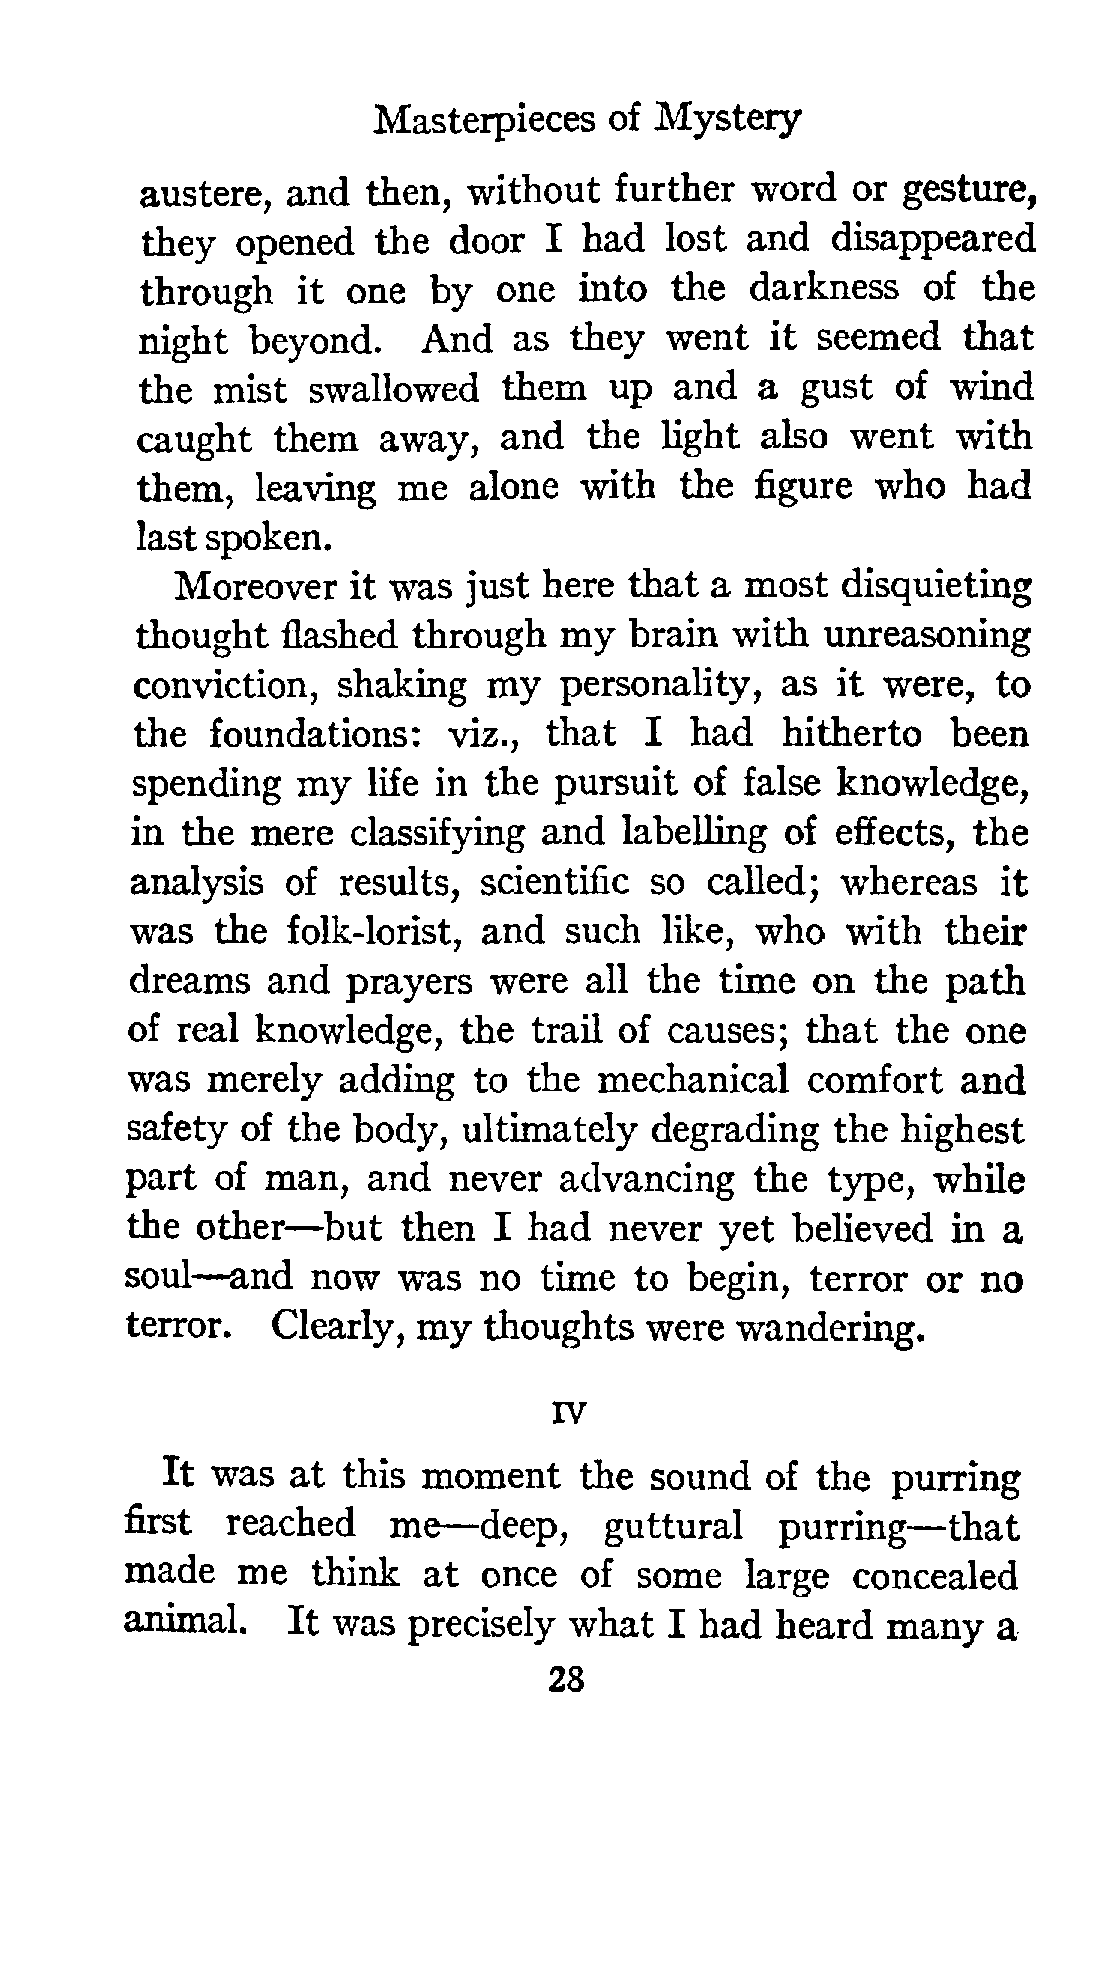 Masterpieces of Mystery
austere, and then, without further word or gesture,
they opened the door I had lost and disappeared
through it one by one into the darkness of the
night beyond. And as they went it seemed that
the mist swallowed them up and a gust of wind
caught them away, and the light also went with
them, leaving me alone with the figure who had
last spoken.
Moreover it was just here that a most disquieting
thought flashed through my brain with unreasoning
conviction, shaking my personality, as it were, to
the foundations: viz., that I had hitherto been
spending my life in the pursuit of false knowledge,
in the mere classifying and labelling of effects, the
analysis of results, scientific so called; whereas it
was the folk-lorist, and such like, who with their
dreams and prayers were all the time on the path
of real knowledge, the trail of causes; that the one
was merely adding to the mechanical comfort and
safety of the body, ultimately degrading the highest
part of man, and never advancing the type, while
the other—but then I had never yet believed in a
soul—and now was no time to begin, terror or no
terror. Clearly, my thoughts were wandering.
IV
It was at this moment the sound of the purring
first reached me—deep, guttural purring—that
made me think at once of some large concealed
animal. It was precisely what I had heard many a
28